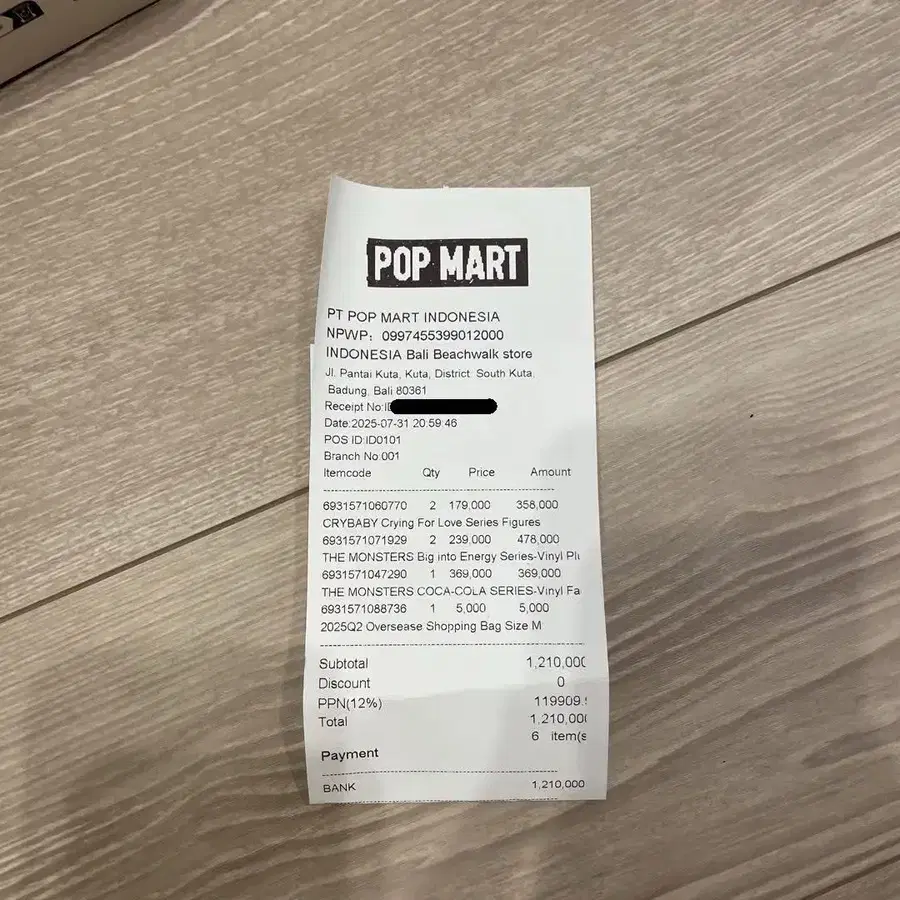 POP MART
PT POP MART INDONESIA
NPWP: 0997455399012000
INDONESIA Bali Beachwalk store
Jl. Pantai Kuta, Kuta, District. South Kuta,
Badung, Bali 80361
Receipt No:
Date:2025-07-31 20:59:46
POS ID:ID0101
Branch No:001
Itemcode Qty Price Amount
6931571060770 2 179,000 358,000
CRYBABY Crying For Love Series Figures
6931571071929 2 239,000 478,000
THE MONSTERS Big into Energy Series-Vinyl
6931571047290 1 369,000 369,000
THE MONSTERS COCA-COLA SERIES-Vinyl Fa
6931571088736 1 5,000 5,000
2025Q2 Oversease Shopping Bag Size M
Subtotal 1,210,000
Discount 0
PPN(12%) 119909.
Total 1,210,000
6 item(s
Payment
BANK 1,210,000